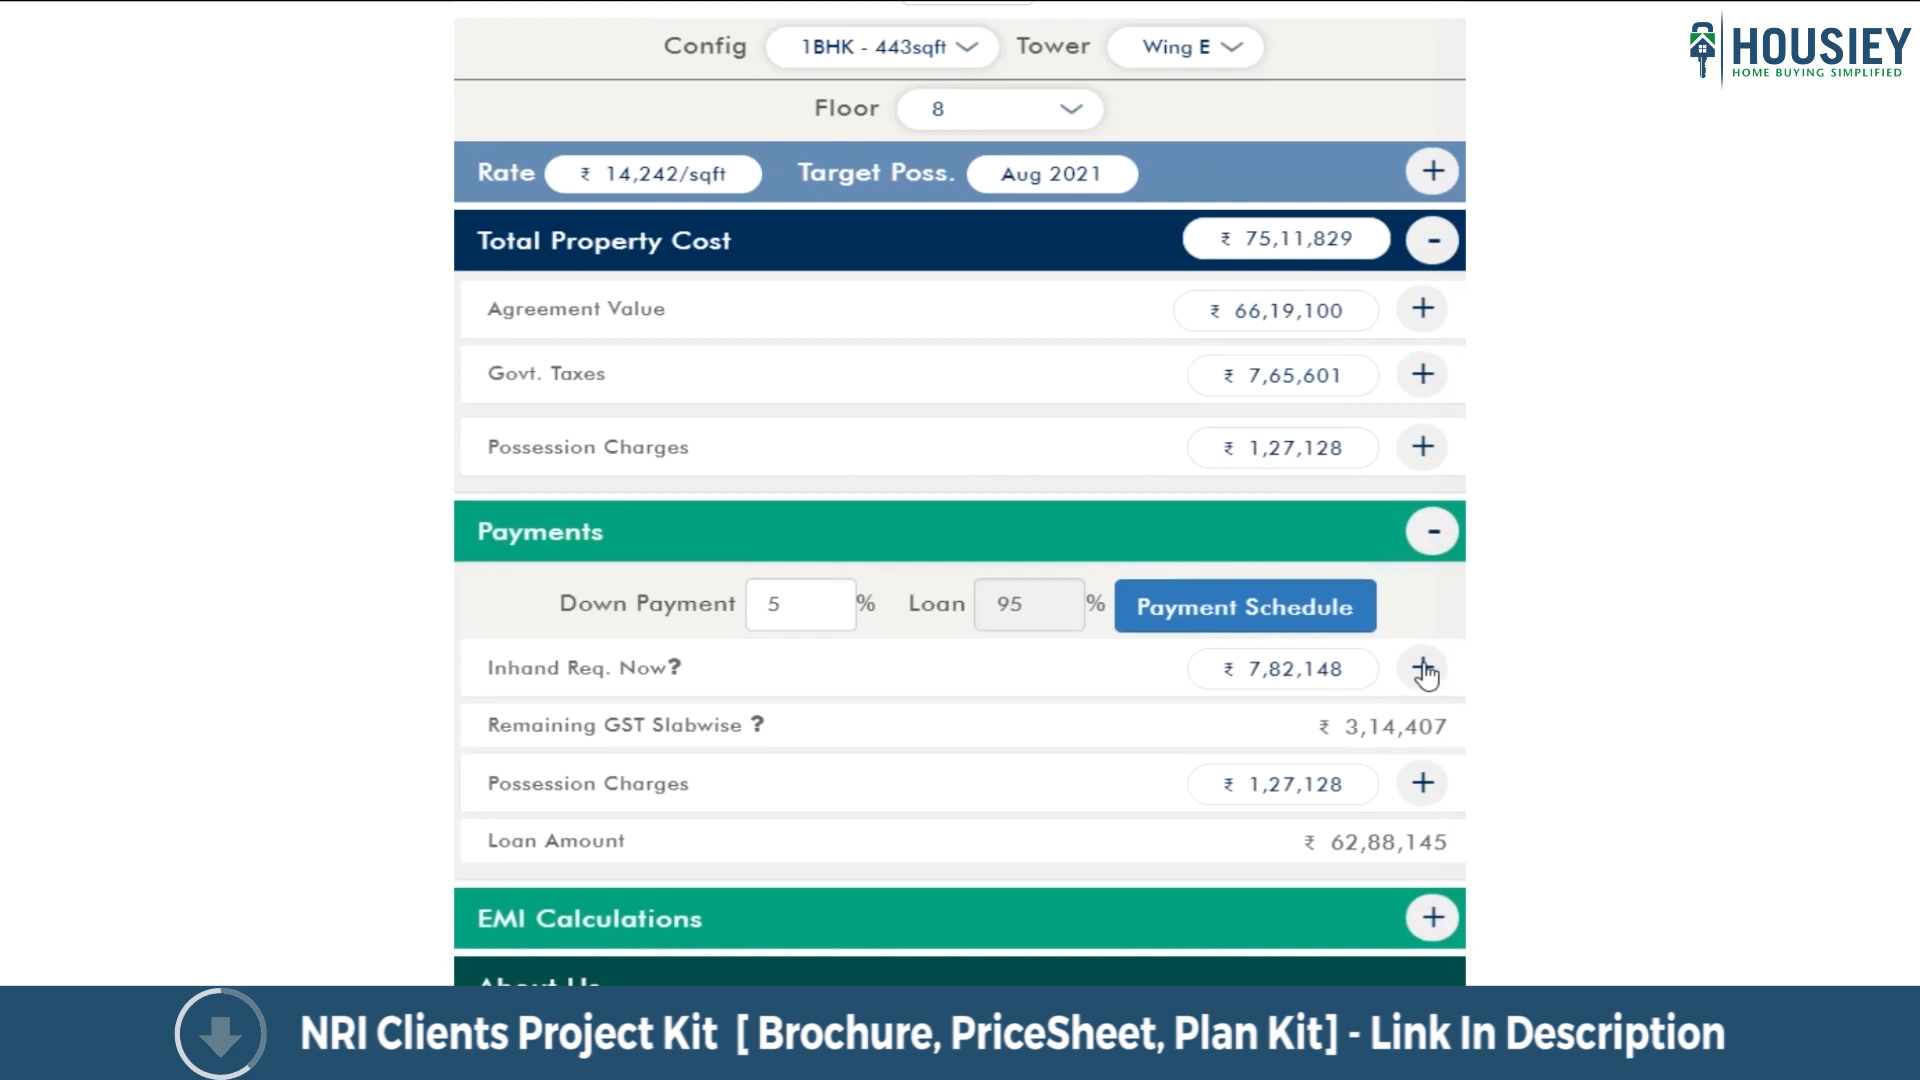 Config 1BHK - 443sqft Tower Wing E
HOUSIEY
HOME BUYING SIMPLIFIED
Floor 8
Rate ₹ 14,242/sqft Target Poss. Aug 2021 +
Total Property Cost ₹ 75,11,829 -
Agreement Value ₹ 66,19,100 +
Govt. Taxes ₹ 7,65,601 +
Possession Charges ₹ 1,27,128 +
Payments -
Down Payment 5 % Loan 95 % Payment Schedule
Inhand Req. Now? ₹ 7,82,148 +
Remaining GST Slabwise ? ₹ 3,14,407
Possession Charges ₹ 1,27,128 +
Loan Amount ₹ 62,88,145
EMI Calculations +
About Us
NRI Clients Project Kit [ Brochure, PriceSheet, Plan Kit] - Link In Description